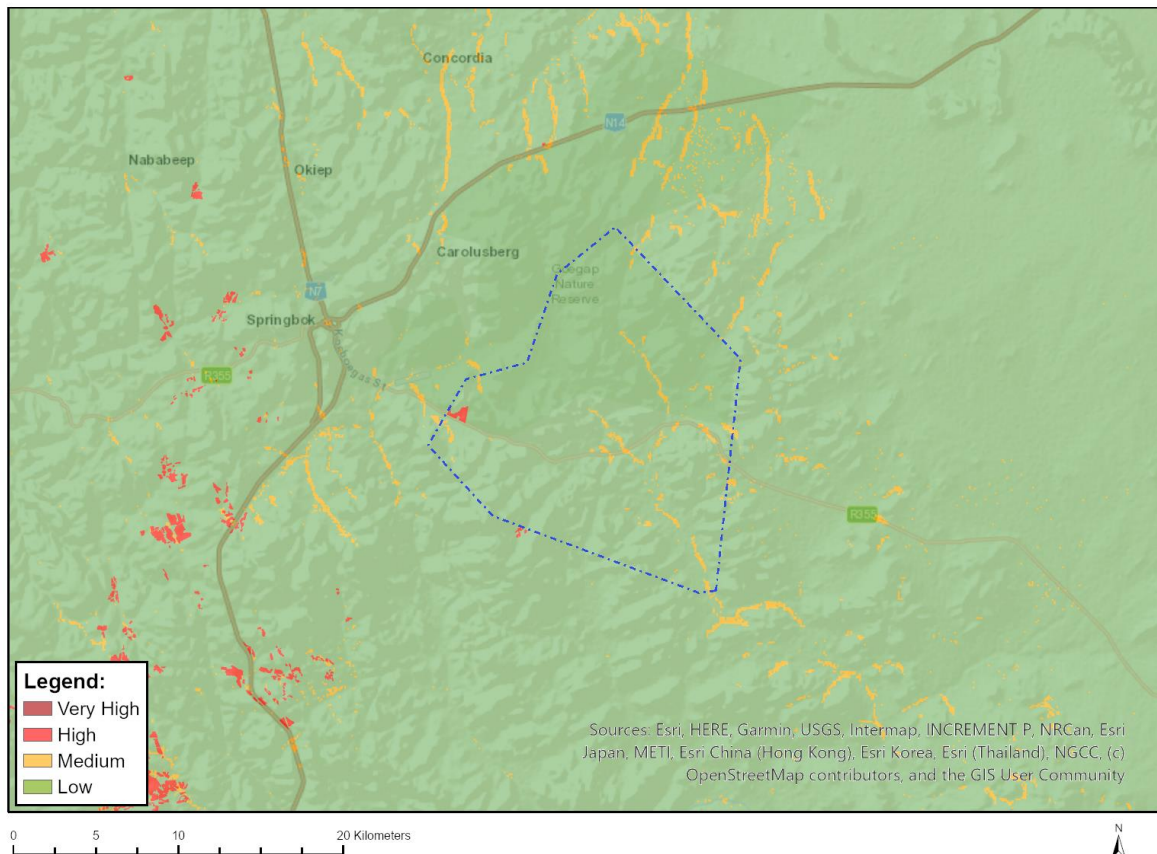 Concordia
N14
Nababeep
Okiep
Carolusberg
Goegap
Nature
Reserve
N7
Springbok
R355
Kokboegas St
R355
Legend:
Very High
High
Medium
Low
Sources: Esri, HERE, Garmin, USGS, Intermap, INCREMENT P, NRCan, Esri
Japan, METI, Esri China (Hong Kong), Esri Korea, Esri (Thailand), NGCC, (c)
OpenStreetMap contributors, and the GIS User Community
0 5 10 20 Kilometers
N